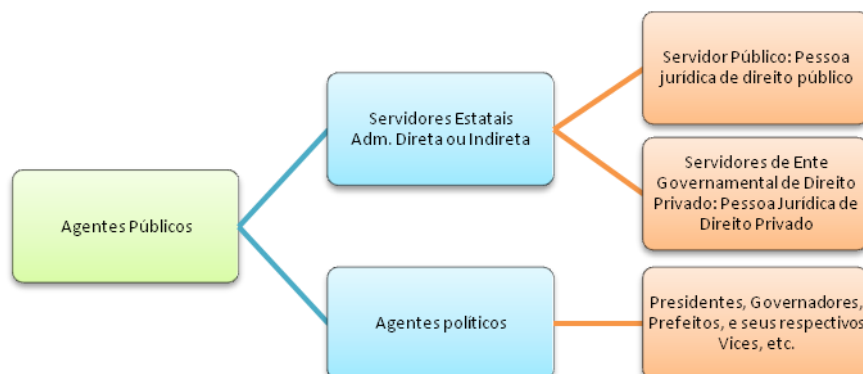 Agentes Públicos
Servidores Estatais
Adm. Direta ou Indireta
Agentes políticos
Servidor Público: Pessoa
jurídica de direito público
Servidores de Ente
Governamental de Direito
Privado: Pessoa Jurídica de
Direito Privado
Presidentes, Governadores,
Prefeitos, e seus respectivos
Vices, etc.